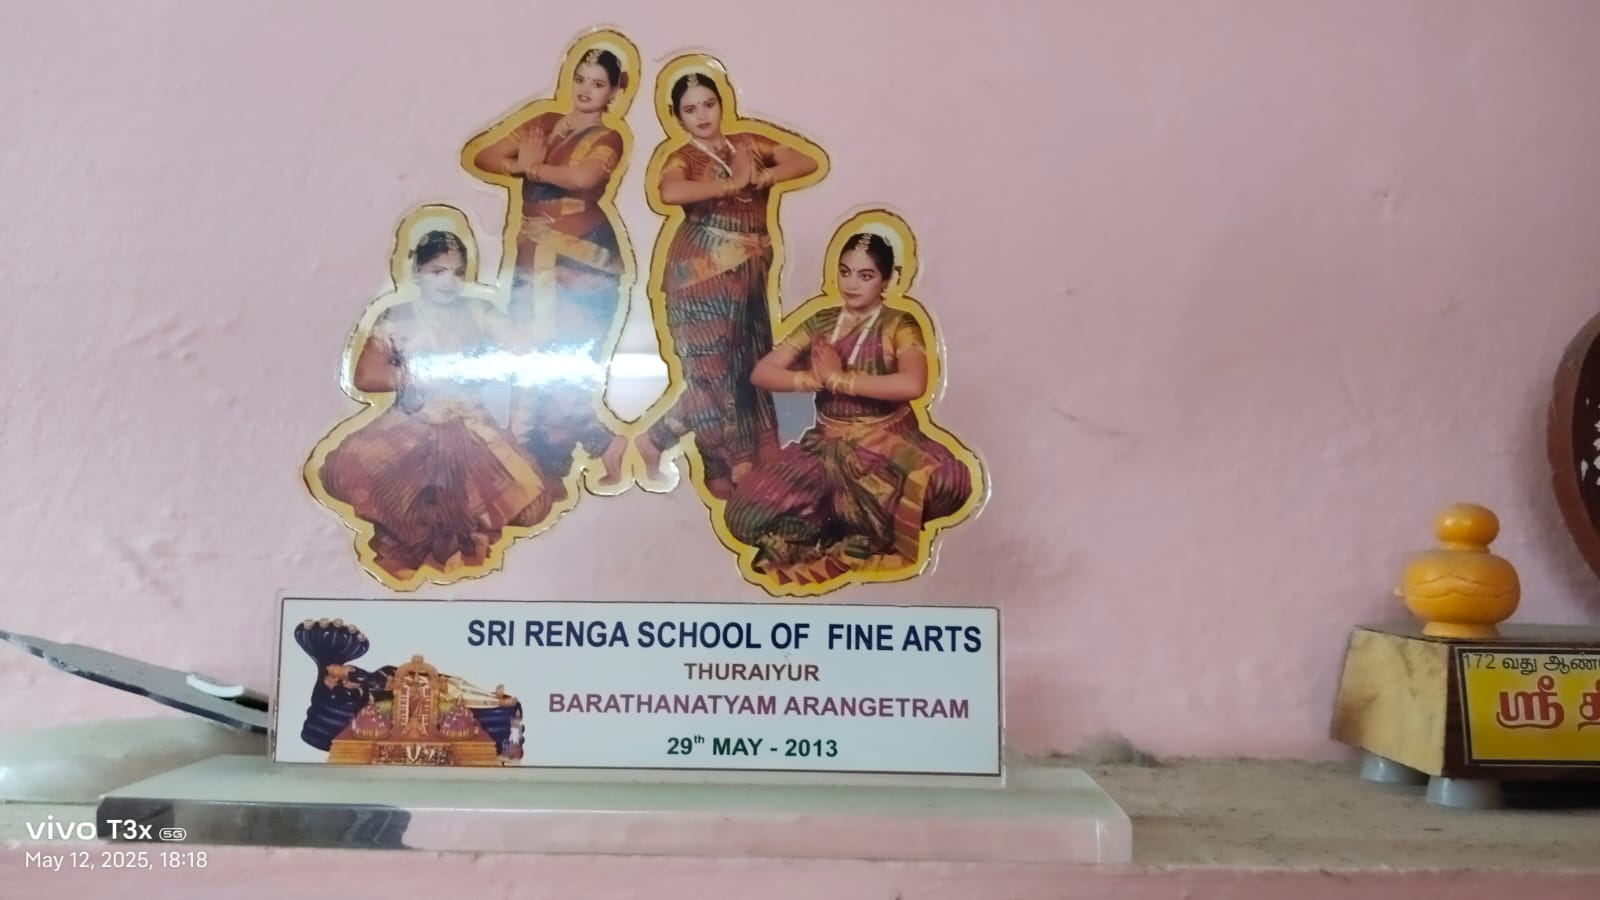 SRI RENGA SCHOOL OF FINE ARTS
THURAIYUR
BARATHANATYAM ARANGETRAM
29th MAY - 2013
172 வது ஆண்
ஸ்ரீ
vivo T3x 5G
May 12, 2025, 18:18